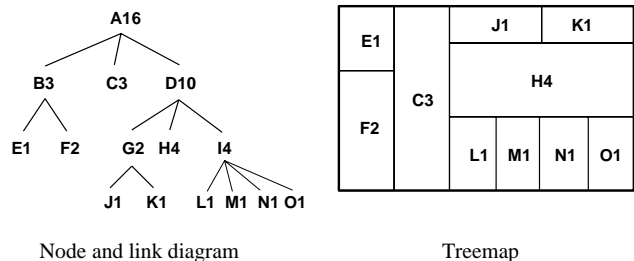 A16
B3 C3 D10
E1 F2 G2 H4 I4
J1 K1 L1 M1 N1 O1
Node and link diagram
E1 J1 K1
F2 C3 H4
L1 M1 N1 O1
Treemap